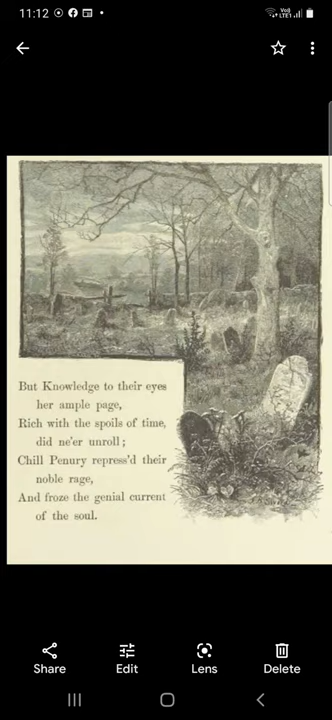 11:12
Vo))
LTE1
But Knowledge to their eyes
her ample page,
Rich with the spoils of time,
did ne'er unroll ;
Chill Penury repress'd their
noble rage,
And froze the genial current
of the soul.
Share
Edit
Lens
Delete